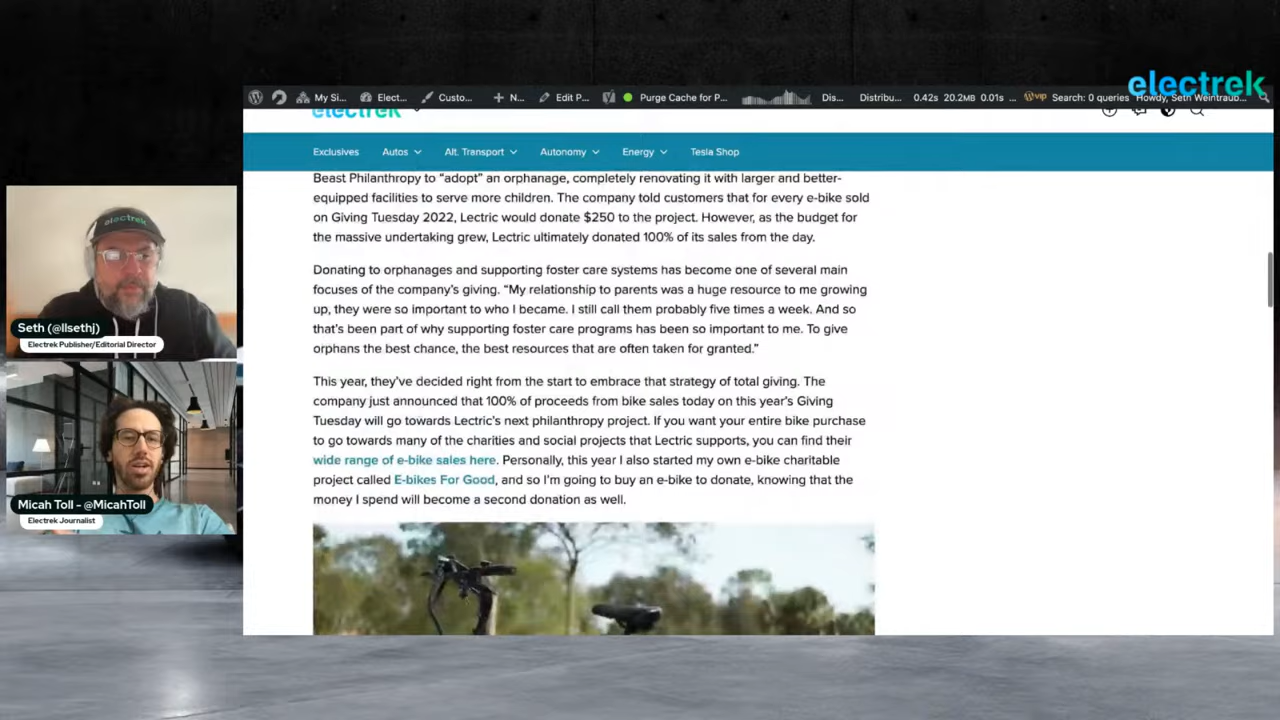 electrek
My Si...
Elect...
Custo...
N...
Edit P...
Purge Cache for P...
Dis...
Distribu...
0.42s 20.2MB 0.01s ...
vip
Search: 0 queries
Howdy, Seth Weintraub...
electrek
Exclusives
Autos
Alt. Transport
Autonomy
Energy
Tesla Shop
Beast Philanthropy to “adopt” an orphanage, completely renovating it with larger and better-
equipped facilities to serve more children. The company told customers that for every e-bike sold
on Giving Tuesday 2022, Lectric would donate $250 to the project. However, as the budget for
the massive undertaking grew, Lectric ultimately donated 100% of its sales from the day.
Donating to orphanages and supporting foster care systems has become one of several main
focuses of the company’s giving. “My relationship to parents was a huge resource to me growing
up, they were so important to who I became. I still call them probably five times a week. And so
that’s been part of why supporting foster care programs has been so important to me. To give
orphans the best chance, the best resources that are often taken for granted.”
This year, they’ve decided right from the start to embrace that strategy of total giving. The
company just announced that 100% of proceeds from bike sales today on this year’s Giving
Tuesday will go towards Lectric’s next philanthropy project. If you want your entire bike purchase
to go towards many of the charities and social projects that Lectric supports, you can find their
wide range of e-bike sales here. Personally, this year I also started my own e-bike charitable
project called E-bikes For Good, and so I’m going to buy an e-bike to donate, knowing that the
money I spend will become a second donation as well.
electrek
Seth (@llsethj)
Electrek Publisher/Editorial Director
Micah Toll - @MicahToll
Electrek Journalist